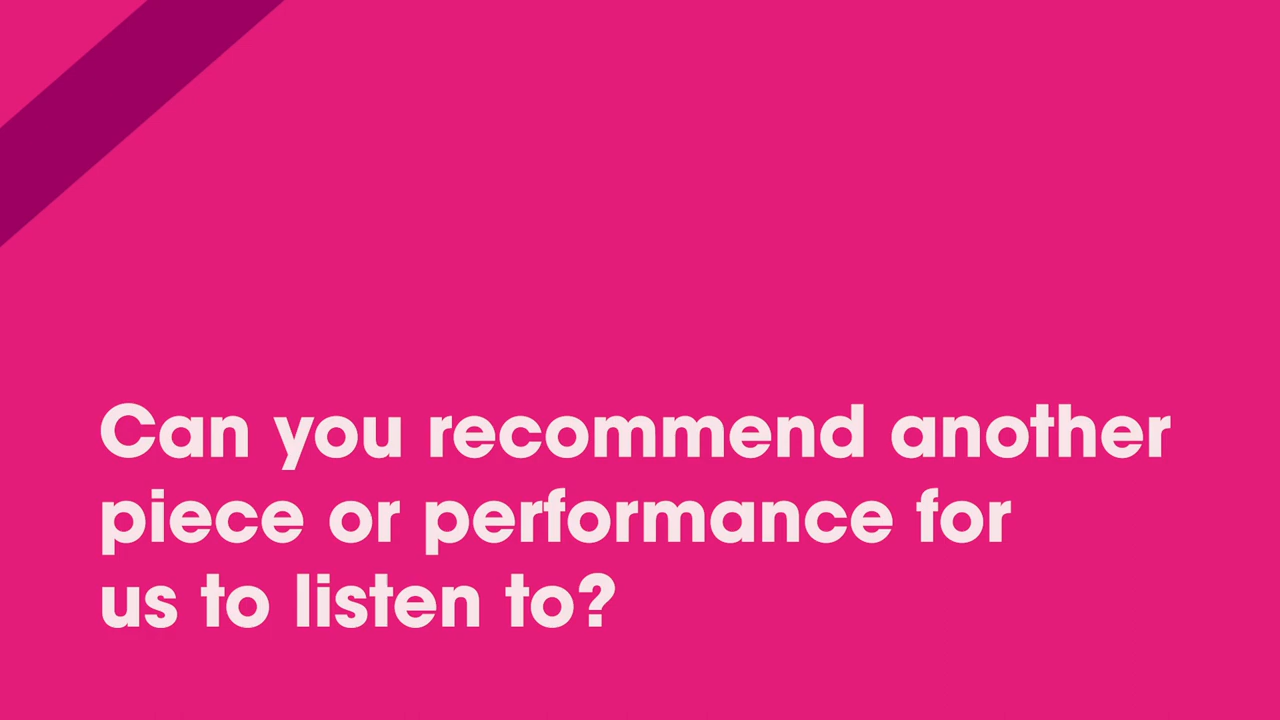 Can you recommend another
piece or performance for
us to listen to?